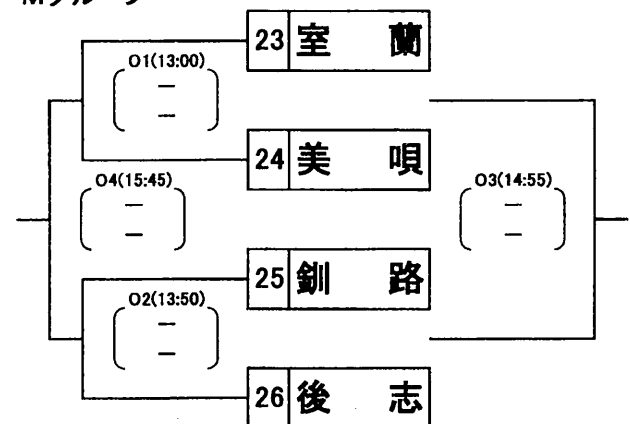 Mグループ
23 室 蘭
O1(13:00)
24 美 唄
O4(15:45)
O3(14:55)
25 釧 路
O2(13:50)
26 後 志